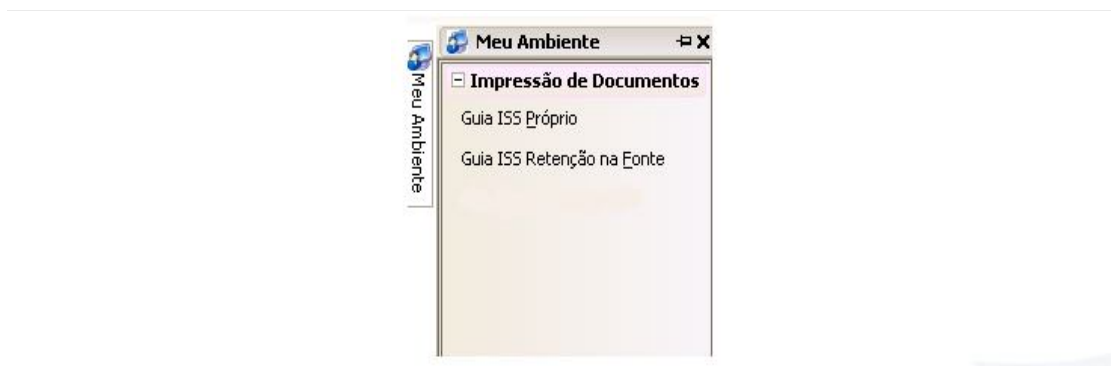 Meu Ambiente
Meu Ambiente
Impressão de Documentos
Guia ISS Próprio
Guia ISS Retenção na Fonte